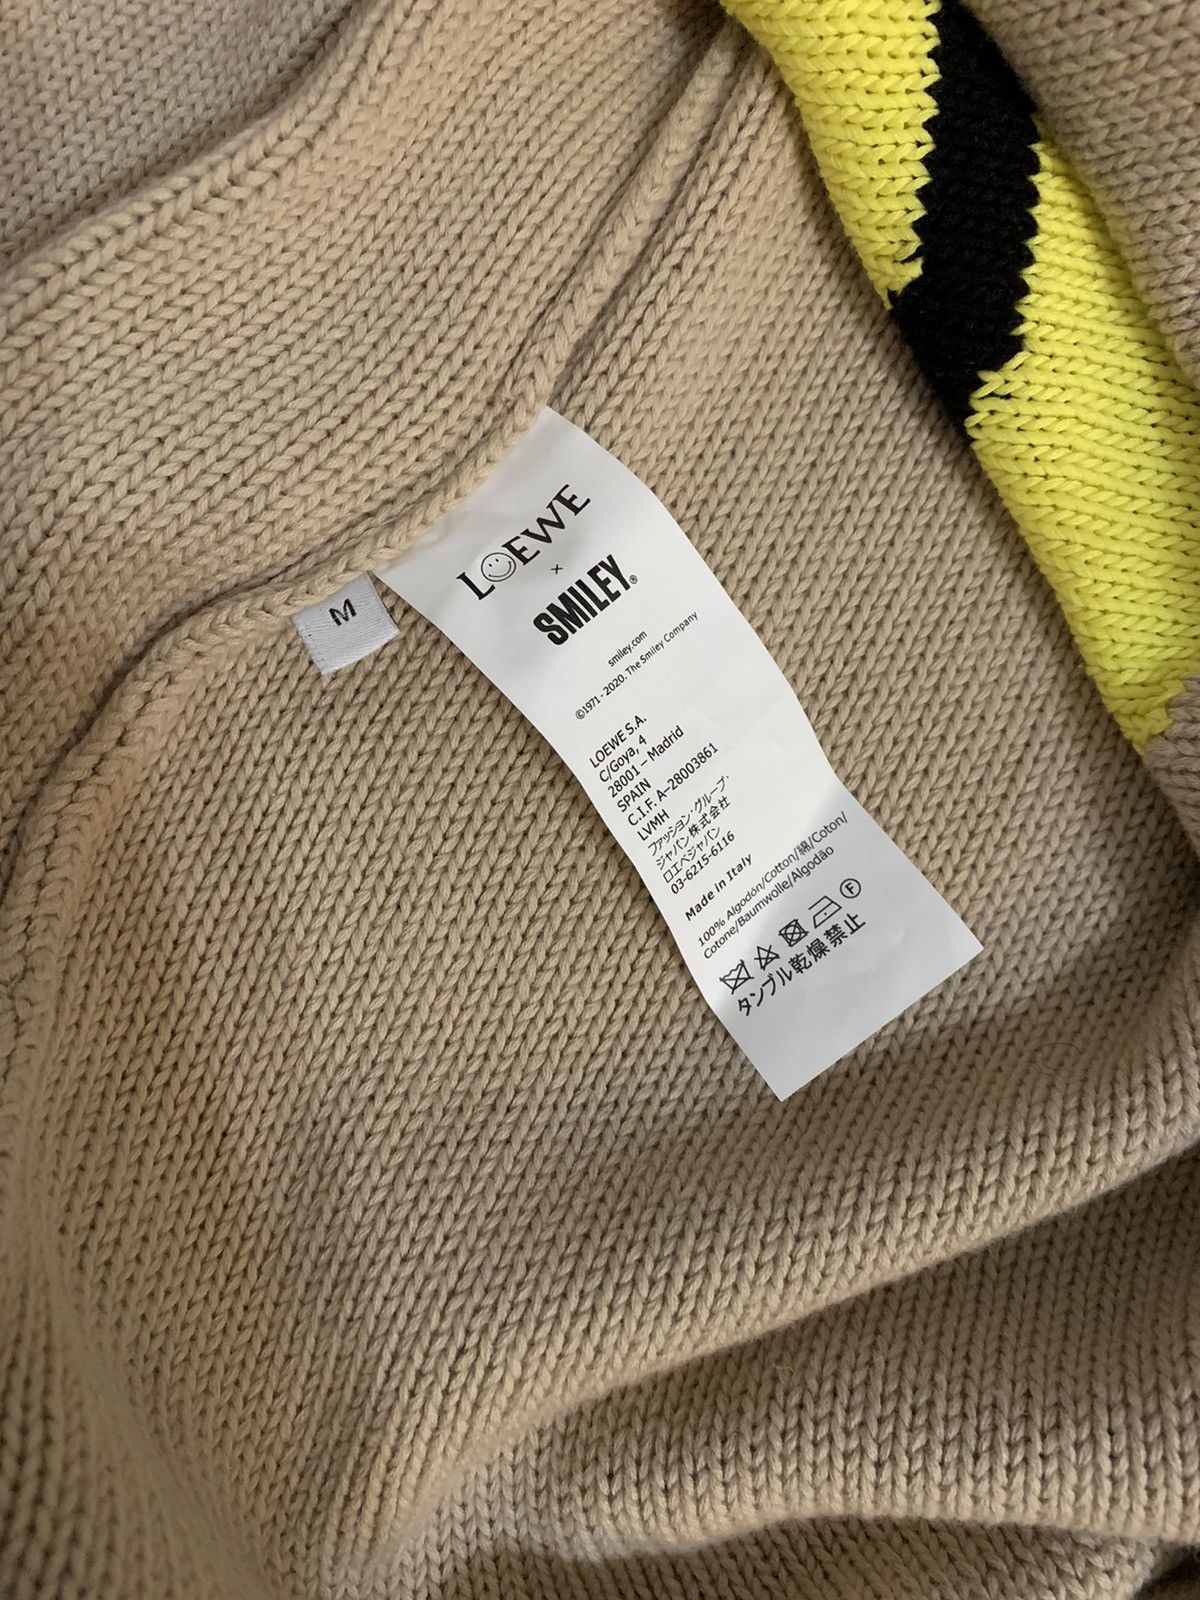 M
LOEWE
×
SMILEY®
smiley.com
©1971 - 2020. The Smiley Company
LOEWE S.A.
C/Goya, 4
28001 – Madrid
SPAIN
C.I.F. A–28003861
LVMH
ファッション・グループ・
ジャパン株式会社
ロエベジャパン
03-6215-6116
Made in Italy
100% Algodón/Cotton/綿/Coton/
Cotone/Baumwolle/Algodão
F
タンブル乾燥禁止